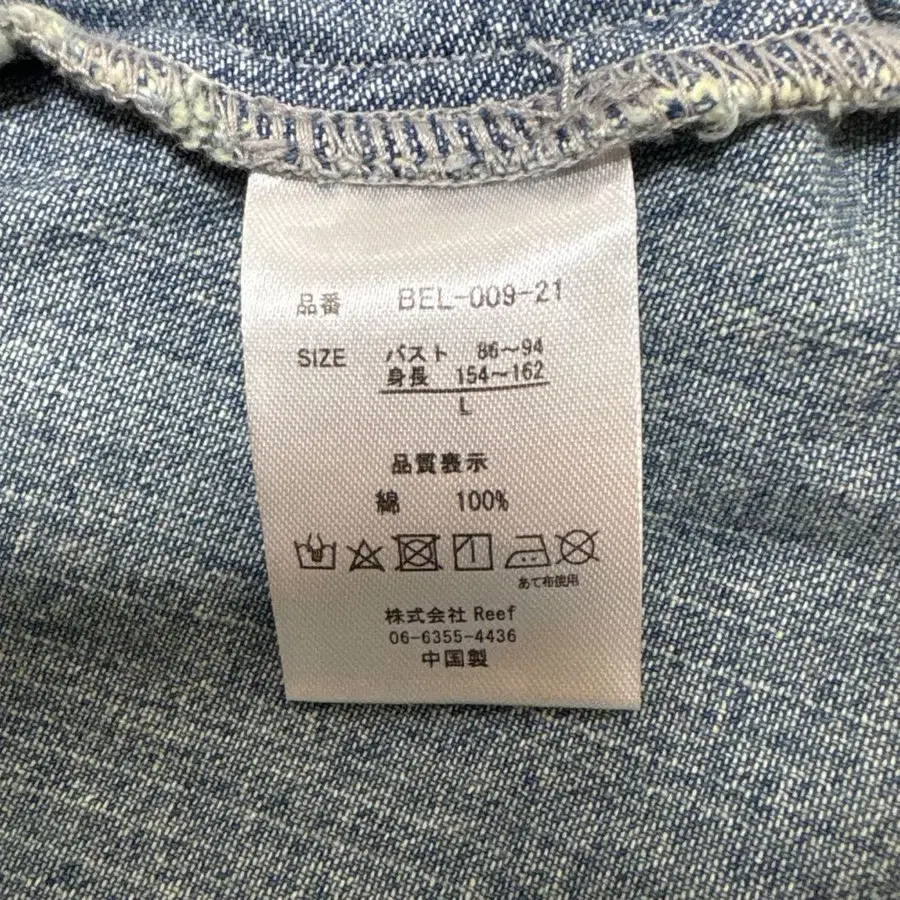 品番 BEL-009-21
SIZE バスト 86～94
身長 154～162
L
品質表示
綿 100%
あて布使用
株式会社 Reef
06-6355-4436
中国製